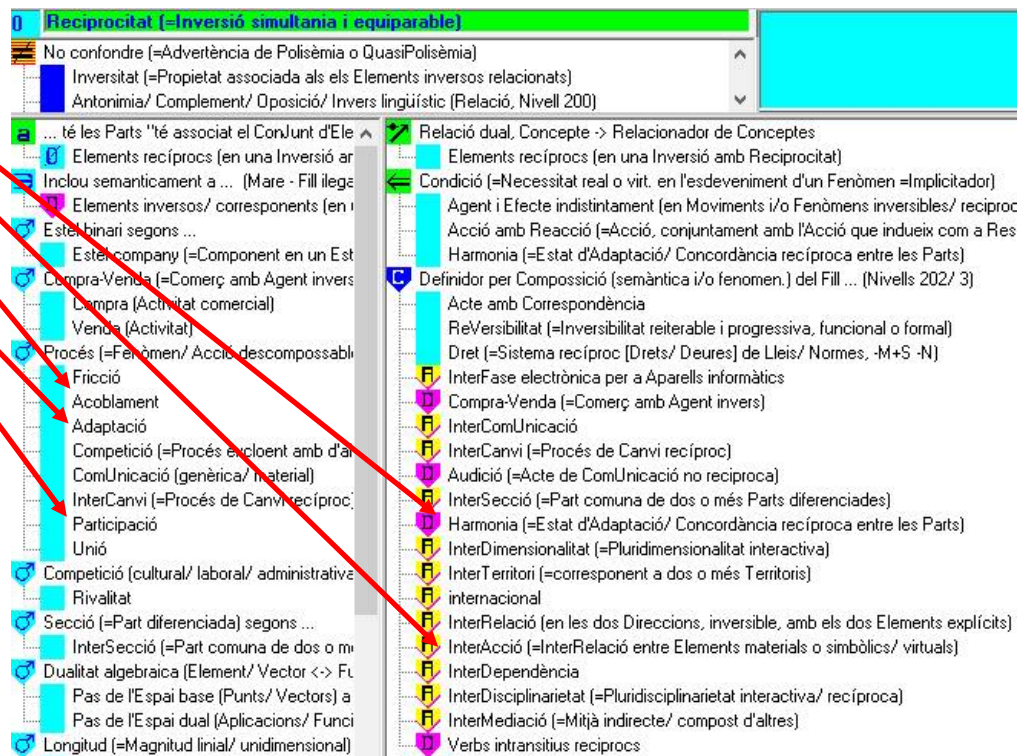 0 Reciprocitat (=Inversió simultania i equiparable)
No confondre (=Advertència de Polisèmia o QuasiPolisèmia)
Inversitat (=Propietat associada als els Elements inversos relacionats)
Antonimia/ Complement/ Oposició/ Invers lingüístic (Relació, Nivell 200)
a ... té les Parts "té associat el ConJunt d'Ele
Elements recíprocs (en una Inversió ar
Inclou semanticament a ... (Mare - Fill ilega
Elements inversos/ corresponents (en
Estel binari segons ...
Estel company (=Component en un Est
Compra-Venda (=Comerç amb Agent invers
Compra (Activitat comercial)
Venda (Activitat)
Procés (=Fenòmen/ Acció descompossabl
Fricció
Acoblament
Adaptació
Competició (=Procés excloent amb d'al
ComUnicació (genèrica/ material)
InterCanvi (=Procés de Canvi recíproc)
Participació
Unió
Competició (cultural/ laboral/ administrativa
Rivalitat
Secció (=Part diferenciada) segons ...
InterSecció (=Part comuna de dos o m
Dualitat algebraica (Element/ Vector <-> Fu
Pas de l'Espai base (Punts/ Vectors) a
Pas de l'Espai dual (Aplicacions/ Funci
Longitud (=Magnitud linial/ unidimensional)
Relació dual, Concepte -> Relacionador de Conceptes
Elements recíprocs (en una Inversió amb Reciprocitat)
Condició (=Necessitat real o virt. en l'esdeveniment d'un Fenòmen =Implicitador)
Agent i Efecte indistintament (en Moviments i/o Fenòmens inversibles/ reciproc
Acció amb Reacció (=Acció, conjuntament amb l'Acció que indueix com a Res
Harmonia (=Estat d'Adaptació/ Concordància recíproca entre les Parts)
C Definidor per Compossició (semàntica i/o fenomen.) del Fill ... (Nivells 202/ 3)
Acte amb Correspondència
ReVersibilitat (=Inversibilitat reiterable i progressiva, funcional o formal)
Dret (=Sistema recíproc [Drets/ Deures] de Lleis/ Normes, -M+S -N)
InterFase electrònica per a Aparells informàtics
D Compra-Venda (=Comerç amb Agent invers)
InterComUnicació
InterCanvi (=Procés de Canvi recíproc)
D Audició (=Acte de ComUnicació no reciproca)
InterSecció (=Part comuna de dos o més Parts diferenciades)
D Harmonia (=Estat d'Adaptació/ Concordància recíproca entre les Parts)
InterDimensionalitat (=Pluridimensionalitat interactiva)
InterTerritori (=corresponent a dos o més Territoris)
internacional
InterRelació (en les dos Direccions, inversible, amb els dos Elements explícits)
InterAcció (=InterRelació entre Elements materials o simbòlics/ virtuals)
InterDependència
InterDisciplinarietat (=Pluridisciplinarietat interactiva/ recíproca)
InterMediació (=Mitjà indirecte/ compost d'altres)
D Verbs intransitius reciprocs